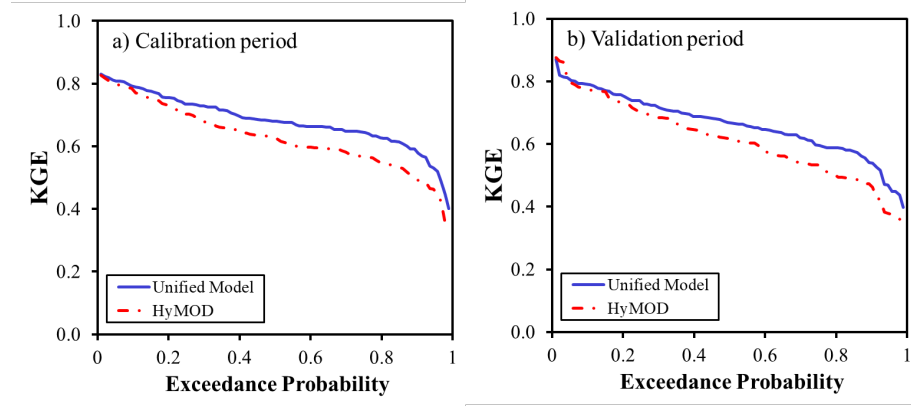 a) Calibration period
KGE
1.0
0.8
0.6
0.4
0.2
0.0
Unified Model
HyMOD
0 0.2 0.4 0.6 0.8 1
Exceedance Probability
b) Validation period
KGE
1.0
0.8
0.6
0.4
0.2
0.0
Unified Model
HyMOD
0 0.2 0.4 0.6 0.8 1
Exceedance Probability